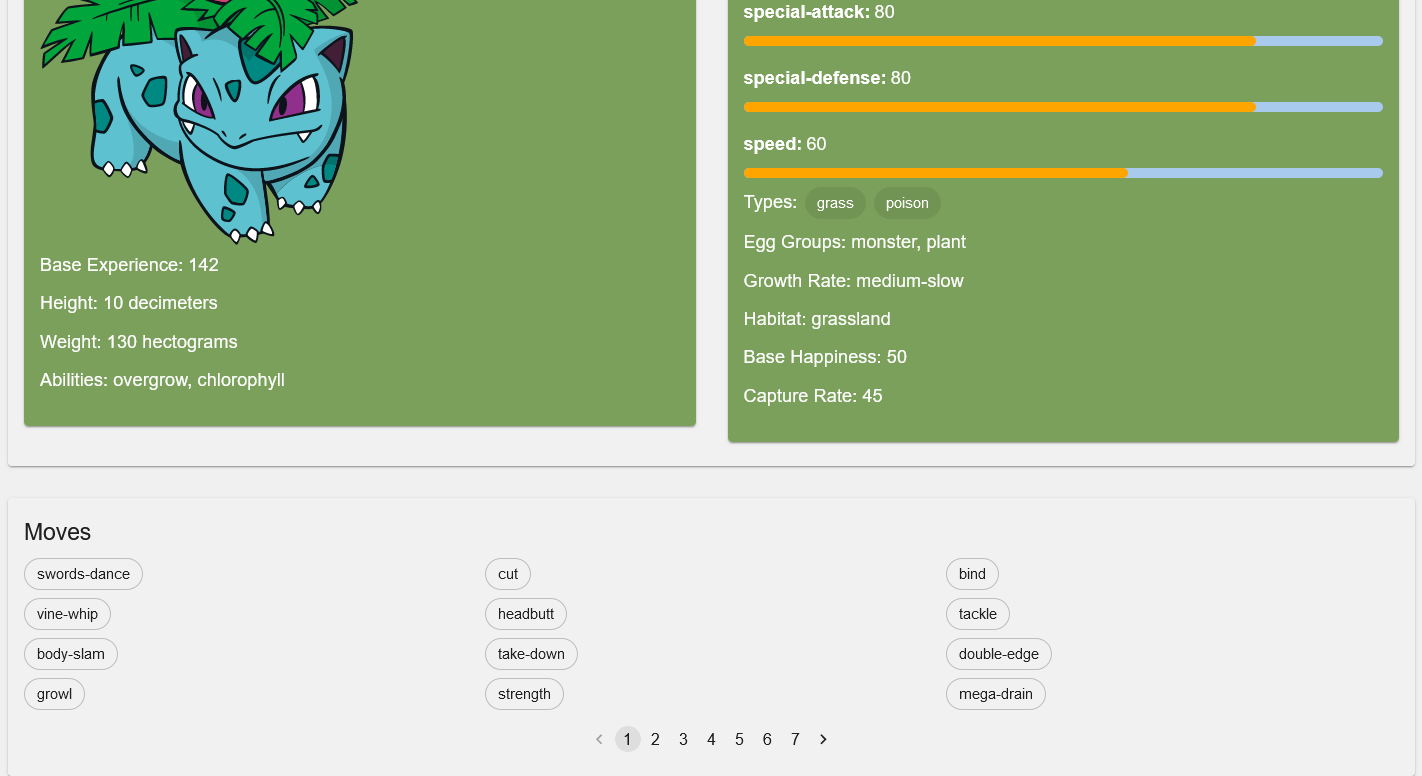 special-attack: 80
special-defense: 80
speed: 60
Types: grass poison
Egg Groups: monster, plant
Growth Rate: medium-slow
Habitat: grassland
Base Happiness: 50
Capture Rate: 45
Base Experience: 142
Height: 10 decimeters
Weight: 130 hectograms
Abilities: overgrow, chlorophyll
Moves
swords-dance cut bind
vine-whip headbutt tackle
body-slam take-down double-edge
growl strength mega-drain
1 2 3 4 5 6 7